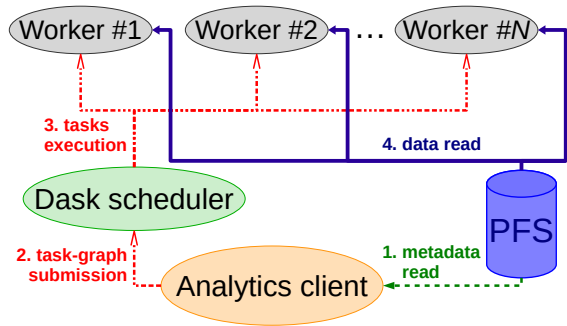 Worker #1
Worker #2
...
Worker #N
3. tasks
execution
4. data read
Dask scheduler
PFS
2. task-graph
submission
1. metadata
read
Analytics client